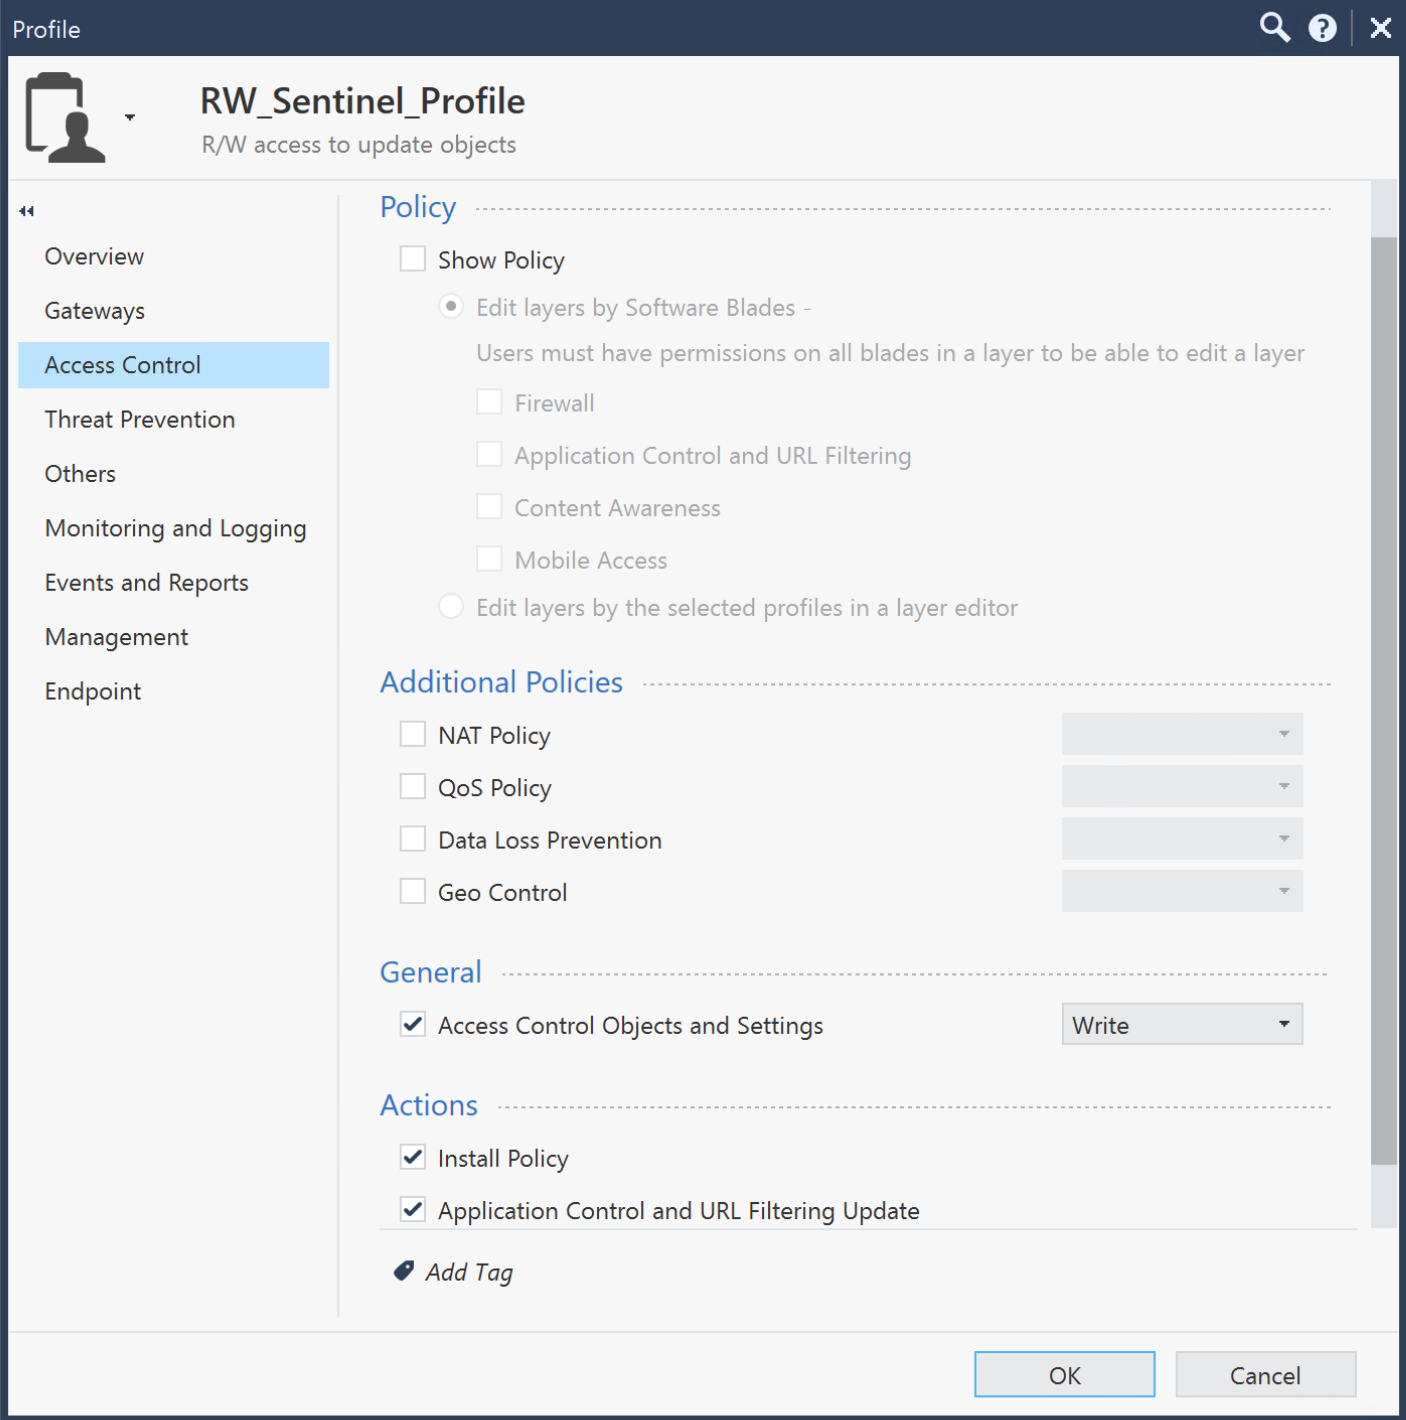 Profile
RW_Sentinel_Profile
R/W access to update objects
Overview
Gateways
Access Control
Threat Prevention
Others
Monitoring and Logging
Events and Reports
Management
Endpoint
Policy
Show Policy
Edit layers by Software Blades -
Users must have permissions on all blades in a layer to be able to edit a layer
Firewall
Application Control and URL Filtering
Content Awareness
Mobile Access
Edit layers by the selected profiles in a layer editor
Additional Policies
NAT Policy
QoS Policy
Data Loss Prevention
Geo Control
General
Access Control Objects and Settings
Write
Actions
Install Policy
Application Control and URL Filtering Update
Add Tag
OK
Cancel